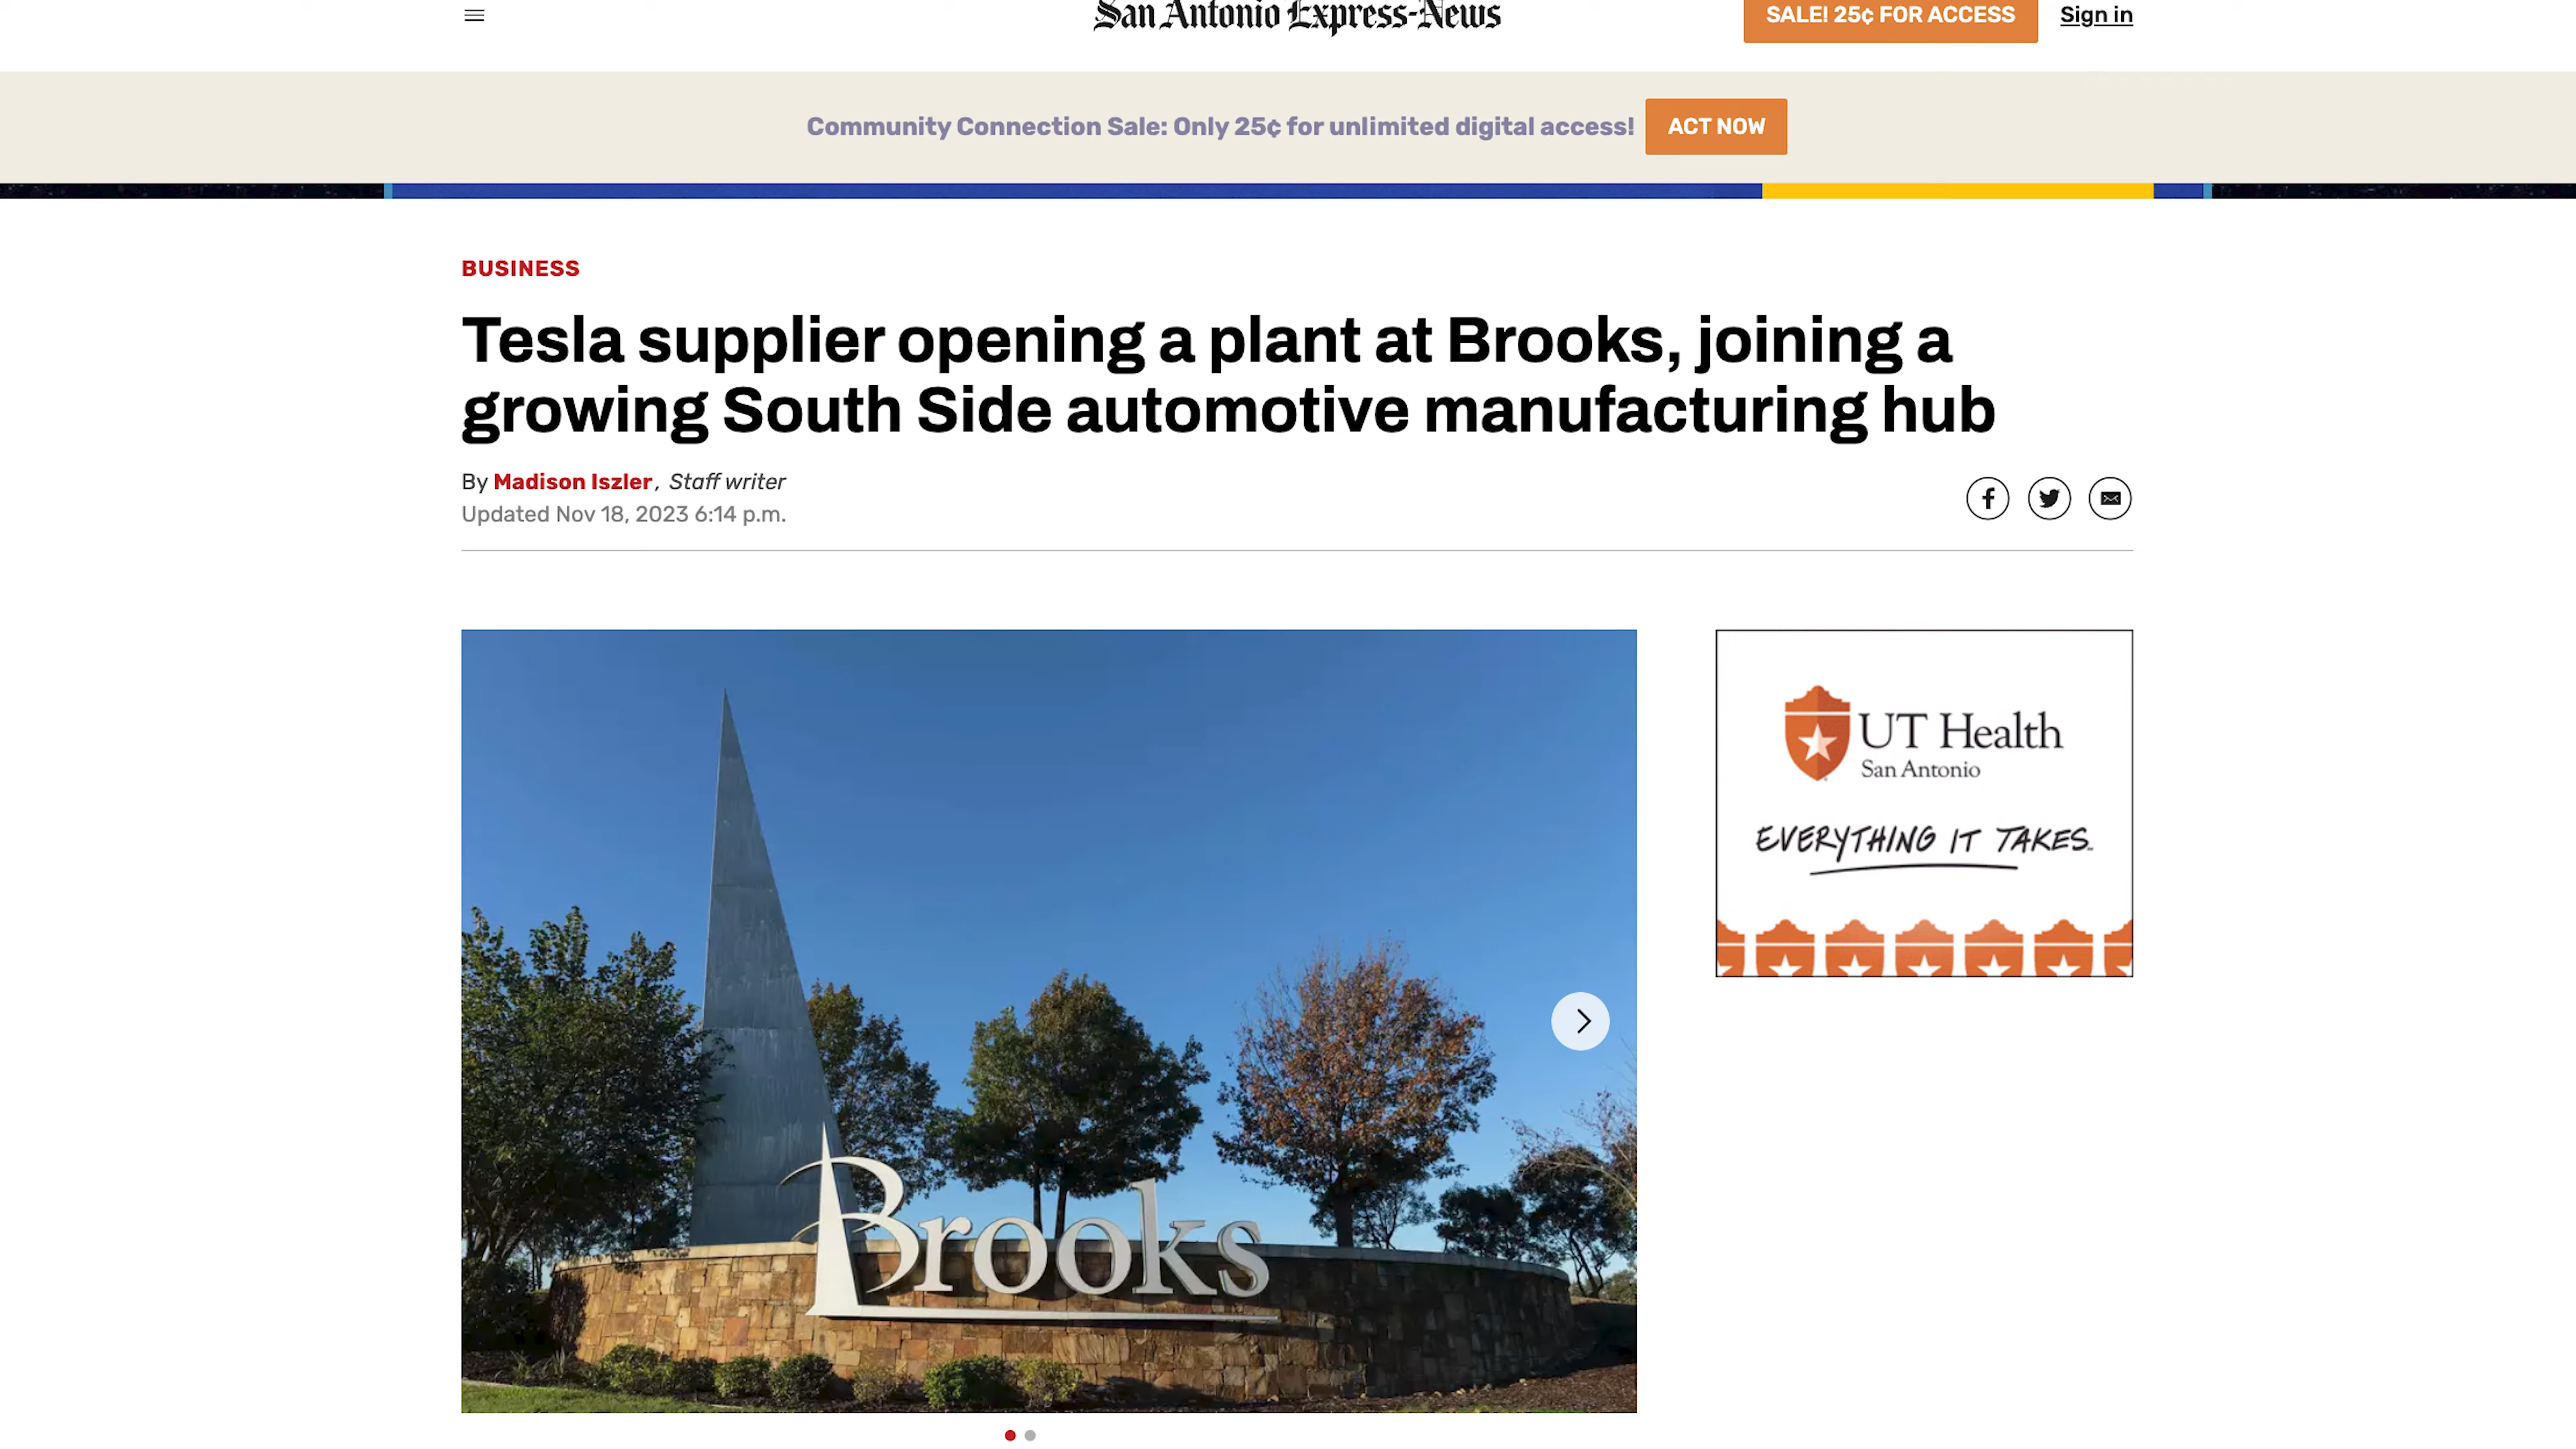 San Antonio Express-News
SALE! 25¢ FOR ACCESS
Sign in
Community Connection Sale: Only 25¢ for unlimited digital access!
ACT NOW
BUSINESS
Tesla supplier opening a plant at Brooks, joining a
growing South Side automotive manufacturing hub
By Madison Iszler, Staff writer
Updated Nov 18, 2023 6:14 p.m.
Brooks
UT Health
San Antonio
EVERYTHING IT TAKES™